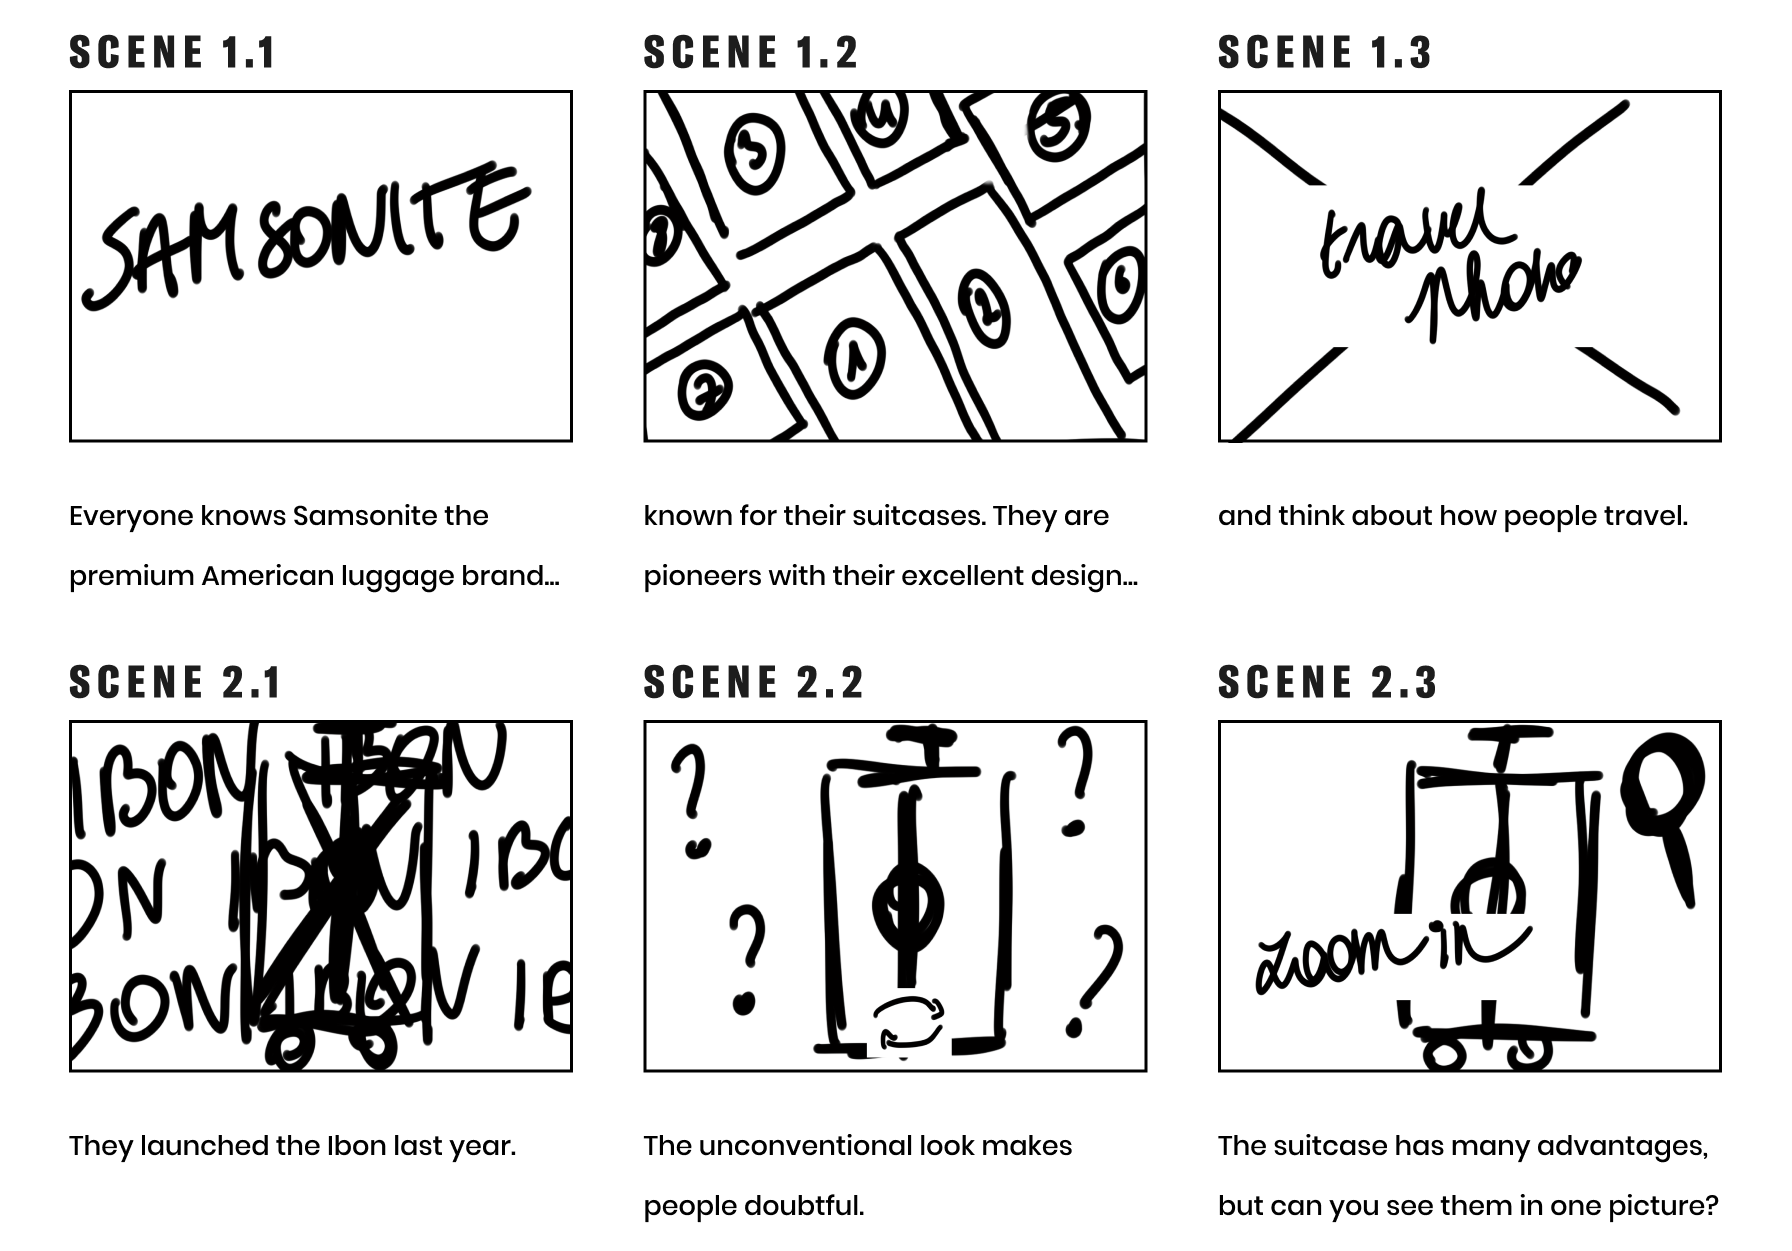 SCENE 1.1
SAMSONITE
Everyone knows Samsonite the
premium American luggage brand...
SCENE 1.2
3
4
5
2
6
7
1
2
known for their suitcases. They are
pioneers with their excellent design...
SCENE 1.3
travel
photo
and think about how people travel.
SCENE 2.1
IBON IBON
ON IBON IBO
BON IBON IB
They launched the Ibon last year.
SCENE 2.2
?
?
?
?
The unconventional look makes
people doubtful.
SCENE 2.3
zoom in
The suitcase has many advantages,
but can you see them in one picture?